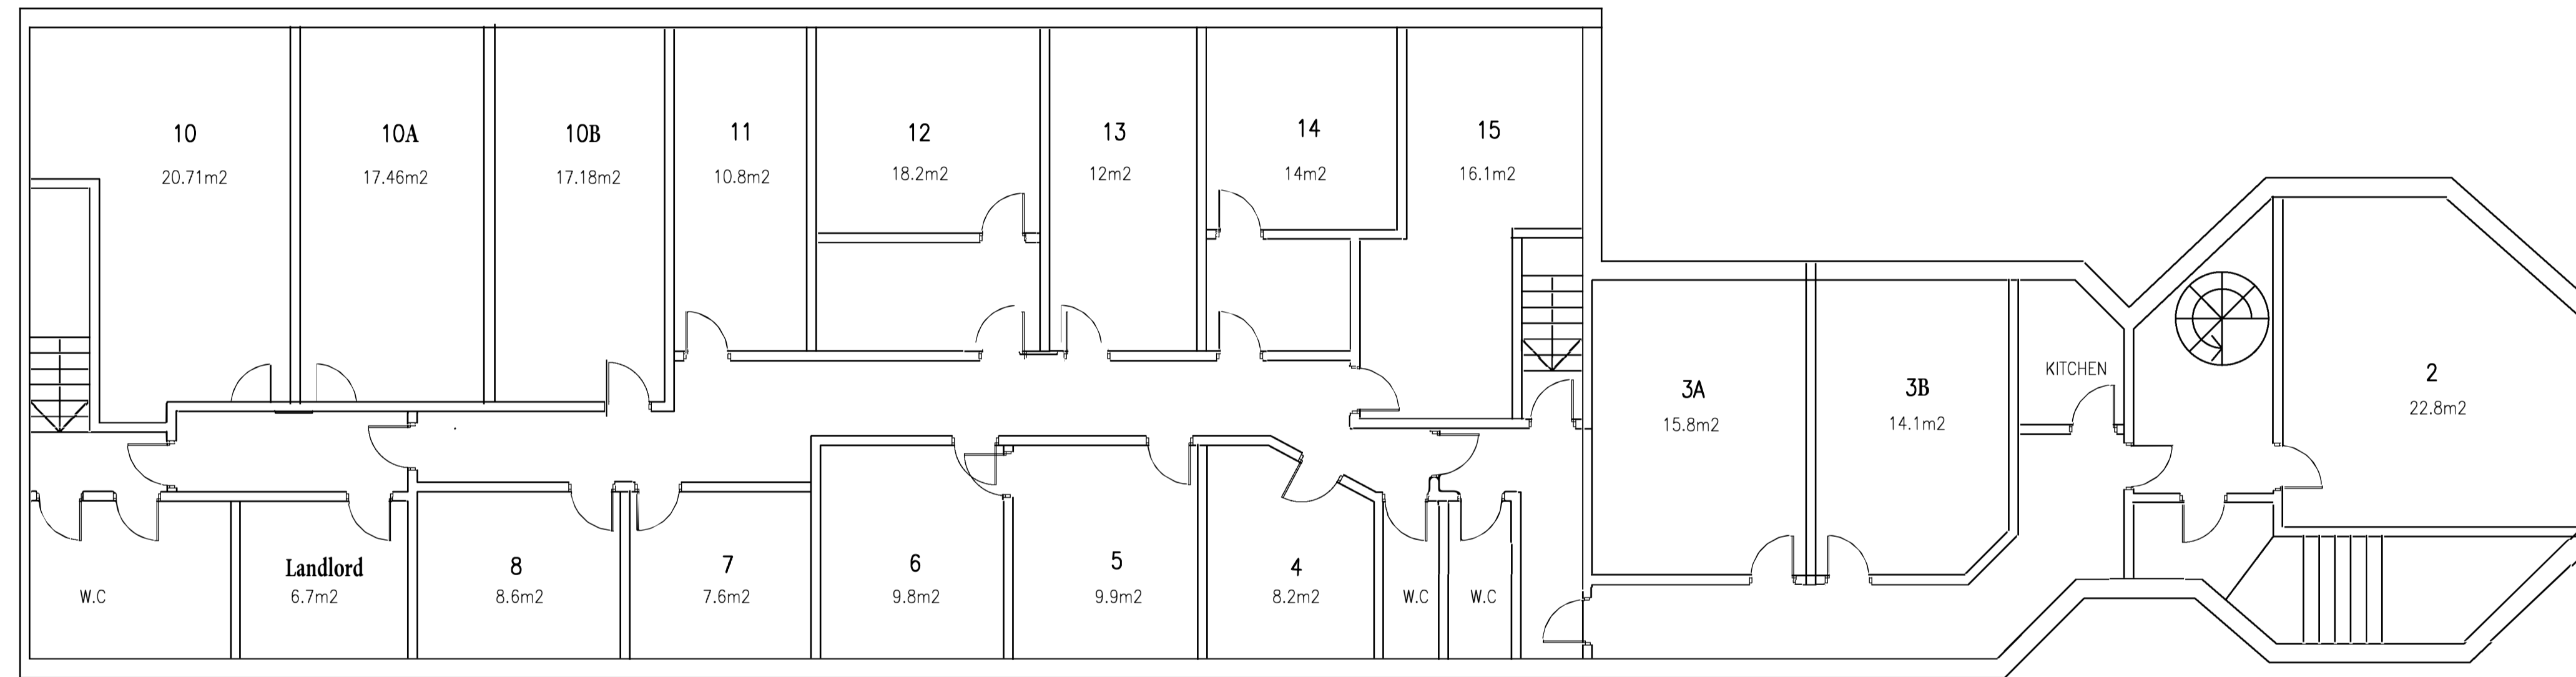 10
20.71m2
10A
17.46m2
10B
17.18m2
11
10.8m2
12
18.2m2
13
12m2
14
14m2
15
16.1m2
3A
15.8m2
3B
14.1m2
KITCHEN
2
22.8m2
W.C
Landlord
6.7m2
8
8.6m2
7
7.6m2
6
9.8m2
5
9.9m2
4
8.2m2
W.C
W.C